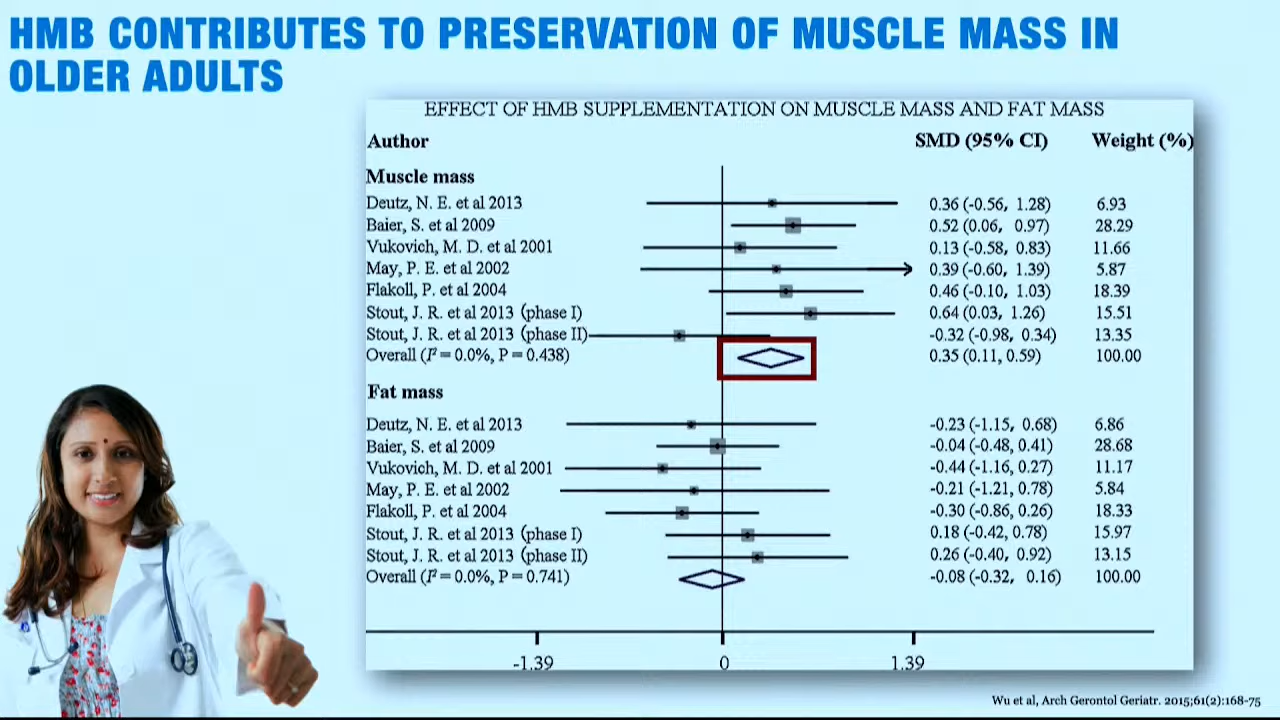 HMB CONTRIBUTES TO PRESERVATION OF MUSCLE MASS IN
OLDER ADULTS
EFFECT OF HMB SUPPLEMENTATION ON MUSCLE MASS AND FAT MASS
Author SMD (95% CI) Weight (%)
Muscle mass
Deutz, N. E. et al 2013 0.36 (-0.56, 1.28) 6.93
Baier, S. et al 2009 0.52 (0.06, 0.97) 28.29
Vukovich, M. D. et al 2001 0.13 (-0.58, 0.83) 11.66
May, P. E. et al 2002 0.39 (-0.60, 1.39) 5.87
Flakoll, P. et al 2004 0.46 (-0.10, 1.03) 18.39
Stout, J. R. et al 2013 (phase I) 0.64 (0.03, 1.26) 15.51
Stout, J. R. et al 2013 (phase II) -0.32 (-0.98, 0.34) 13.35
Overall (I² = 0.0%, P = 0.438) 0.35 (0.11, 0.59) 100.00
Fat mass
Deutz, N. E. et al 2013 -0.23 (-1.15, 0.68) 6.86
Baier, S. et al 2009 -0.04 (-0.48, 0.41) 28.68
Vukovich, M. D. et al 2001 -0.44 (-1.16, 0.27) 11.17
May, P. E. et al 2002 -0.21 (-1.21, 0.78) 5.84
Flakoll, P. et al 2004 -0.30 (-0.86, 0.26) 18.33
Stout, J. R. et al 2013 (phase I) 0.18 (-0.42, 0.78) 15.97
Stout, J. R. et al 2013 (phase II) 0.26 (-0.40, 0.92) 13.15
Overall (I² = 0.0%, P = 0.741) -0.08 (-0.32, 0.16) 100.00
-1.39 0 1.39
Wu et al, Arch Gerontol Geriatr. 2015;61(2):168-75